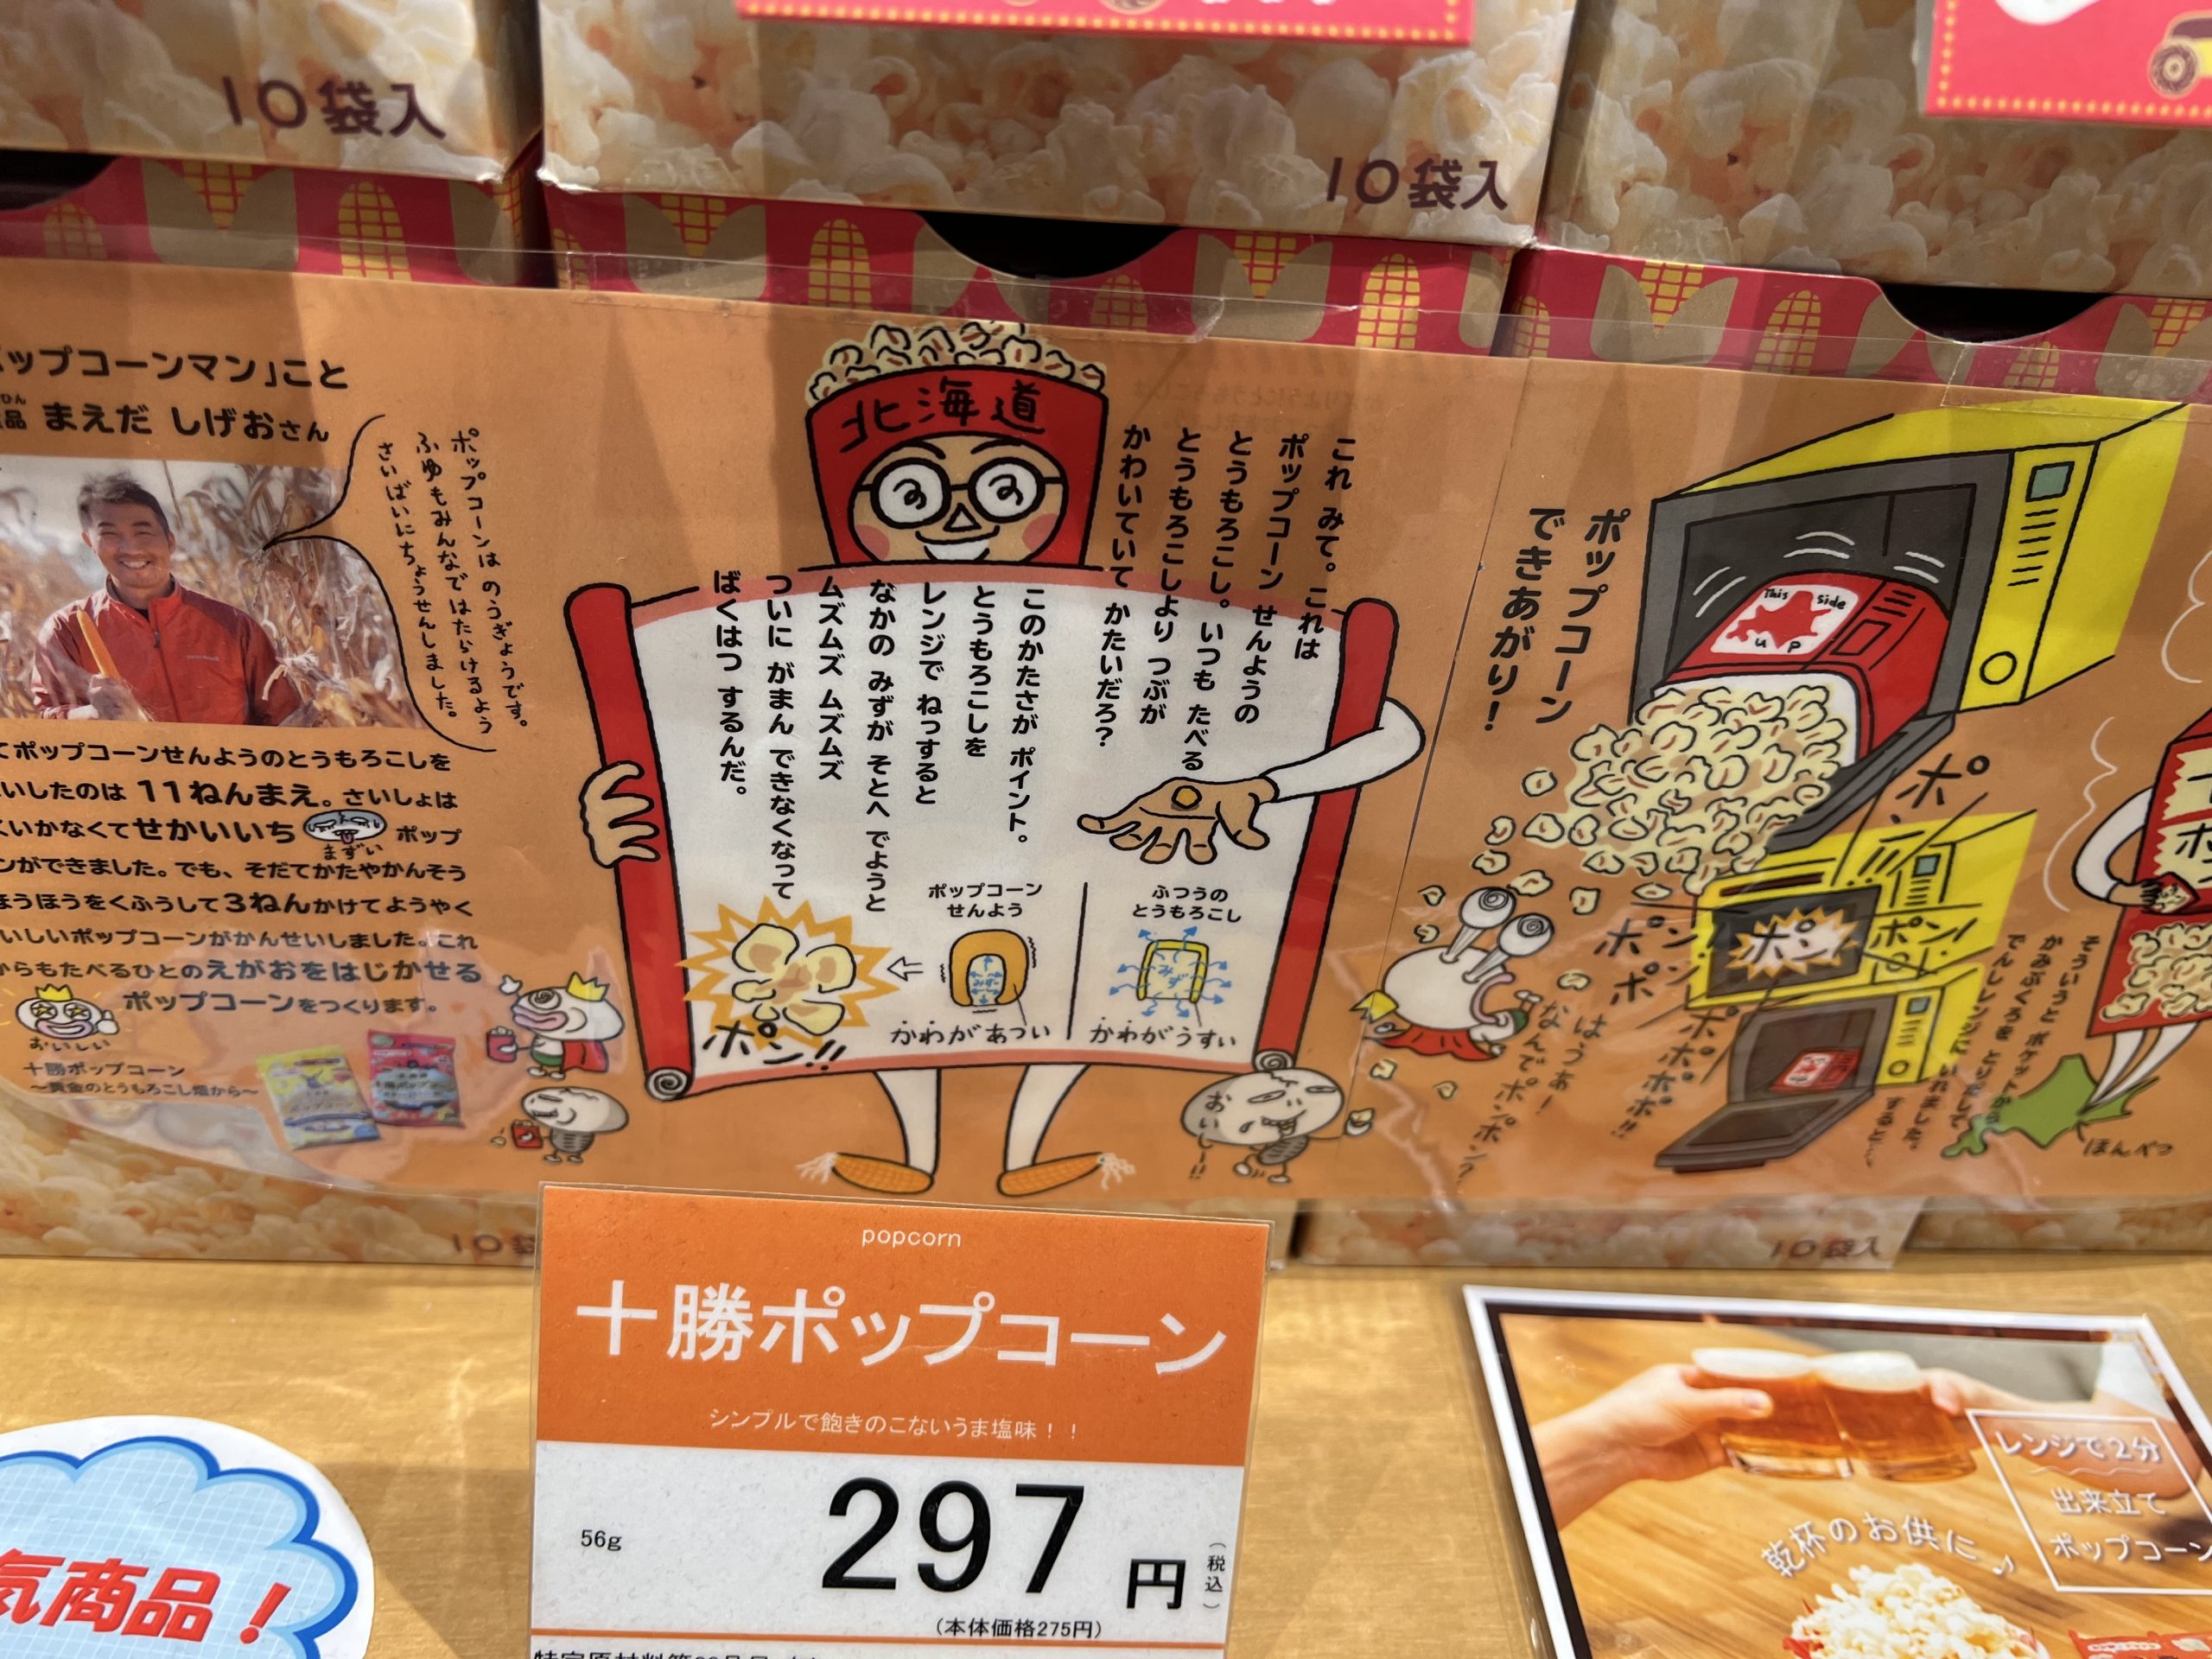 10袋入
10袋入
ップコーンマン」こと
品 まえだ しげおさん
ポップコーンは のうぎょうです。
ふゆもみんなではたらけるよう
さいばいにちょうせんしました。
ポップコーンせんようのとうもろこしを
いしたのは 11ねんまえ。さいしょは
いかなくてせかいいち
まずい
ポップ
ンができました。でも、そだてかたやかんそう
ほうほうをくふうして3ねんかけてようやく
いしいポップコーンがかんせいしました。これ
からもたべるひとのえがおをはじかせる
ポップコーンをつくります。
おいしい
十勝ポップコーン
〜黄金のとうもろこし畑から〜
北海道
これ みて。これは
ポップコーン せんようの
とうもろこし。いつも たべる
とうもろこしより つぶが
かわいていて かたいだろ？
このかたさが ポイント。
とうもろこしを
レンジで ねっすると
なかの みずが そとへ でようと
ムズムズ ムズムズ
ついに がまん できなくなって
ばくはつ するんだ。
ふつうの
とうもろこし
みず
かわがうすい
ポップコーン
せんよう
みず
かわがあつい
ポン!!
おいしー!!
ポップコーン
できあがり！
This Side
UP
ポン
ポン!
はうぁ！
なんでポンポン？
そういうと ポケットから
かみぶくろを とりだして
でんしレンジに いれました。
すると…
ほんべつ
10袋入
popcorn
十勝ポップコーン
シンプルで飽きのこないうま塩味！！
56g
297円
（税込）
（本体価格275円）
気商品！
レンジで2分
出来立て
ポップコーン
乾杯のお供に♪